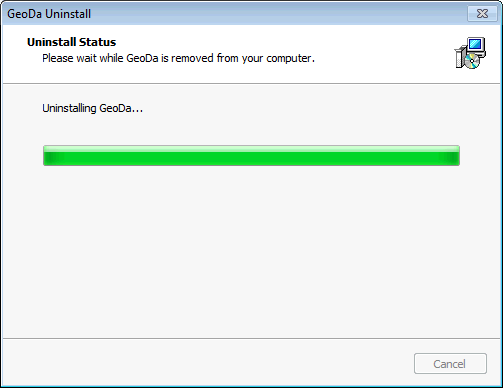 GeoDa Uninstall
Uninstall Status
Please wait while GeoDa is removed from your computer.
Uninstalling GeoDa...
Cancel